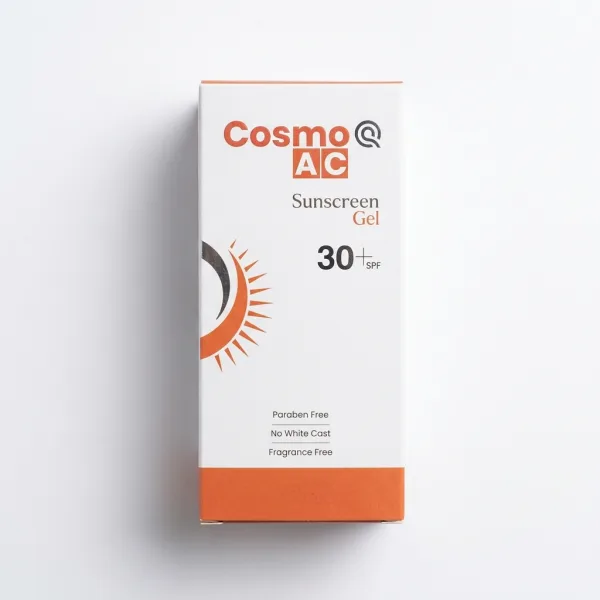 Cosmo Q
AC
Sunscreen
Gel
30+ SPF
Paraben Free
No White Cast
Fragrance Free